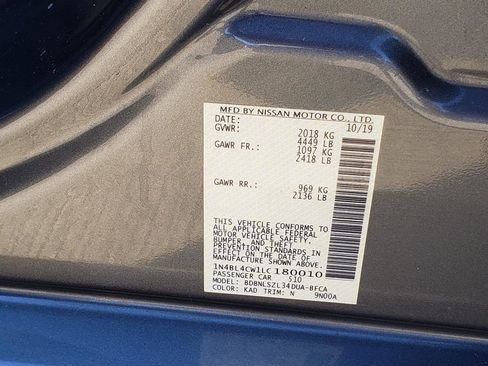 MFD BY NISSAN MOTOR CO., LTD.
DATE: 10/19
GVWR: 2018 KG
4449 LB
GAWR FR.: 1097 KG
2418 LB
GAWR RR.: 969 KG
2136 LB
THIS VEHICLE CONFORMS TO
ALL APPLICABLE FEDERAL
MOTOR VEHICLE SAFETY,
BUMPER, AND THEFT
PREVENTION STANDARDS IN
EFFECT ON THE DATE OF
MANUFACTURE SHOWN ABOVE.
1N4BL4CW1LC180010
PASSENGER CAR 510
MODEL: BDBNLSZL34DUA-BFCA
COLOR: KAD TRIM: N 9N00A